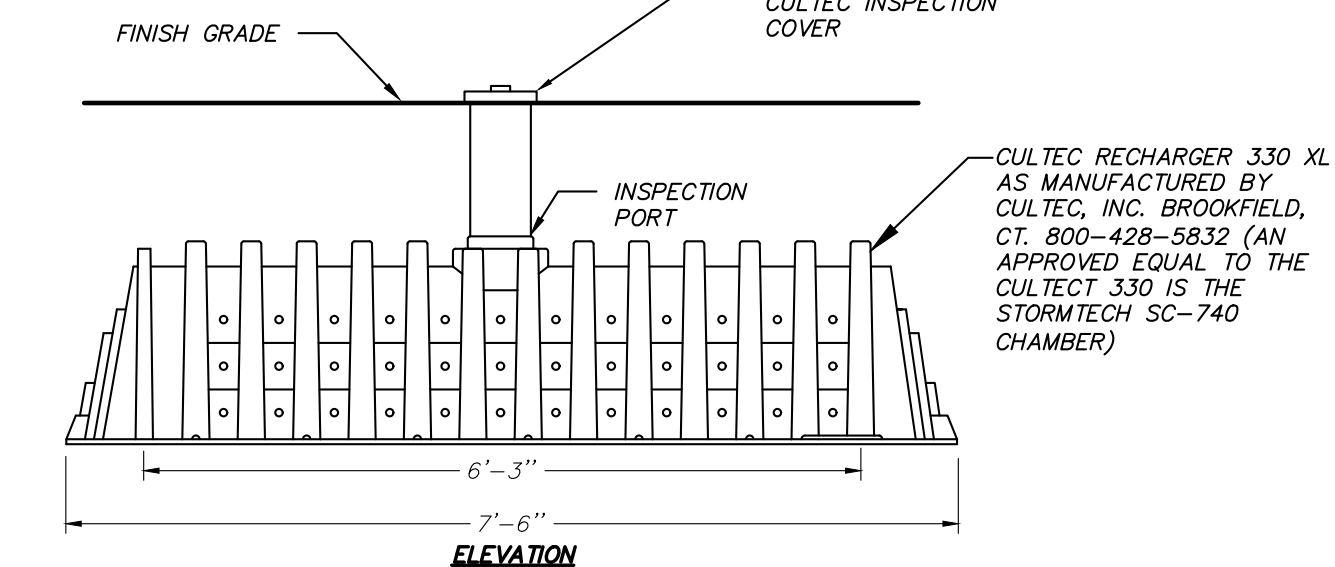 CULTEC INSPECTION
COVER
FINISH GRADE
INSPECTION
PORT
CULTEC RECHARGER 330 XL
AS MANUFACTURED BY
CULTEC, INC. BROOKFIELD,
CT. 800-428-5832 (AN
APPROVED EQUAL TO THE
CULTECT 330 IS THE
STORMTECH SC-740
CHAMBER)
6'-3"
7'-6"
ELEVATION